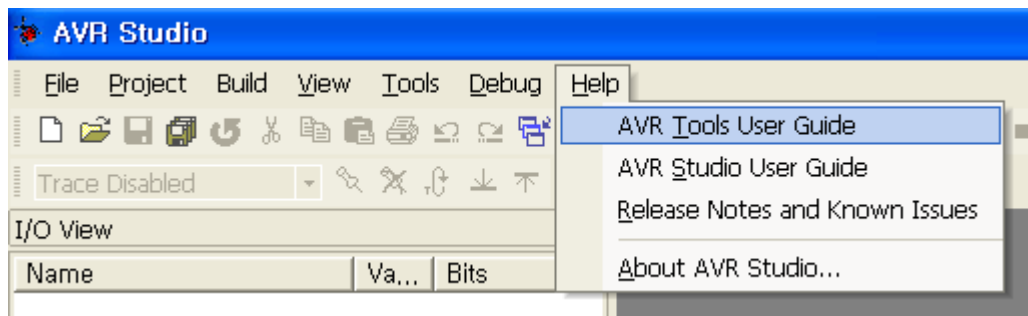 AVR Studio
File Project Build View Tools Debug Help
AVR Tools User Guide
AVR Studio User Guide
Release Notes and Known Issues
About AVR Studio...
Trace Disabled
I/O View
Name Va... Bits